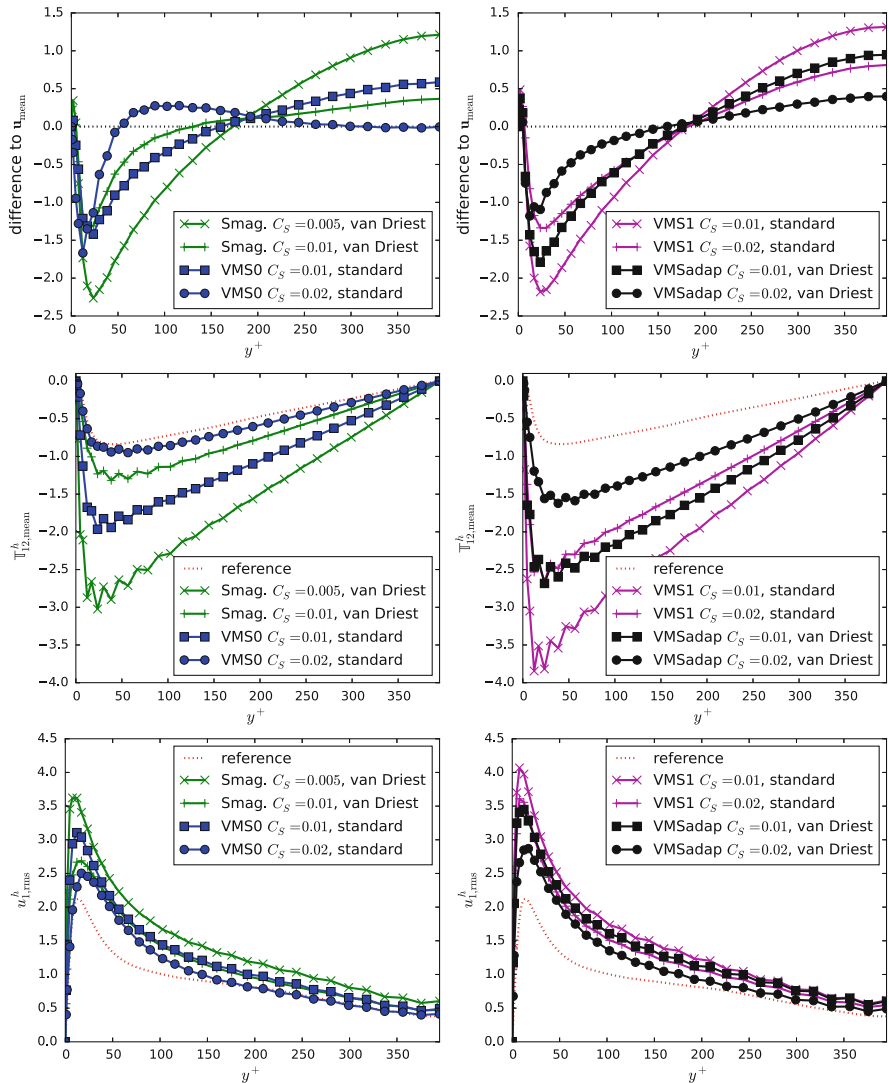 difference to u_mean
1.5
1.0
0.5
0.0
−0.5
−1.0
−1.5
−2.0
−2.5
Smag. C_S = 0.005, van Driest
Smag. C_S = 0.01, van Driest
VMS0 C_S = 0.01, standard
VMS0 C_S = 0.02, standard
0 50 100 150 200 250 300 350
y^+
difference to u_mean
1.5
1.0
0.5
0.0
−0.5
−1.0
−1.5
−2.0
−2.5
VMS1 C_S = 0.01, standard
VMS1 C_S = 0.02, standard
VMSadap C_S = 0.01, van Driest
VMSadap C_S = 0.02, van Driest
0 50 100 150 200 250 300 350
y^+
𝕋^h_12,mean
0.0
−0.5
−1.0
−1.5
−2.0
−2.5
−3.0
−3.5
−4.0
reference
Smag. C_S = 0.005, van Driest
Smag. C_S = 0.01, van Driest
VMS0 C_S = 0.01, standard
VMS0 C_S = 0.02, standard
0 50 100 150 200 250 300 350
y^+
𝕋^h_12,mean
0.0
−0.5
−1.0
−1.5
−2.0
−2.5
−3.0
−3.5
−4.0
reference
VMS1 C_S = 0.01, standard
VMS1 C_S = 0.02, standard
VMSadap C_S = 0.01, van Driest
VMSadap C_S = 0.02, van Driest
0 50 100 150 200 250 300 350
y^+
u^h_1,rms
4.5
4.0
3.5
3.0
2.5
2.0
1.5
1.0
0.5
0.0
reference
Smag. C_S = 0.005, van Driest
Smag. C_S = 0.01, van Driest
VMS0 C_S = 0.01, standard
VMS0 C_S = 0.02, standard
0 50 100 150 200 250 300 350
y^+
u^h_1,rms
4.5
4.0
3.5
3.0
2.5
2.0
1.5
1.0
0.5
0.0
reference
VMS1 C_S = 0.01, standard
VMS1 C_S = 0.02, standard
VMSadap C_S = 0.01, van Driest
VMSadap C_S = 0.02, van Driest
0 50 100 150 200 250 300 350
y^+